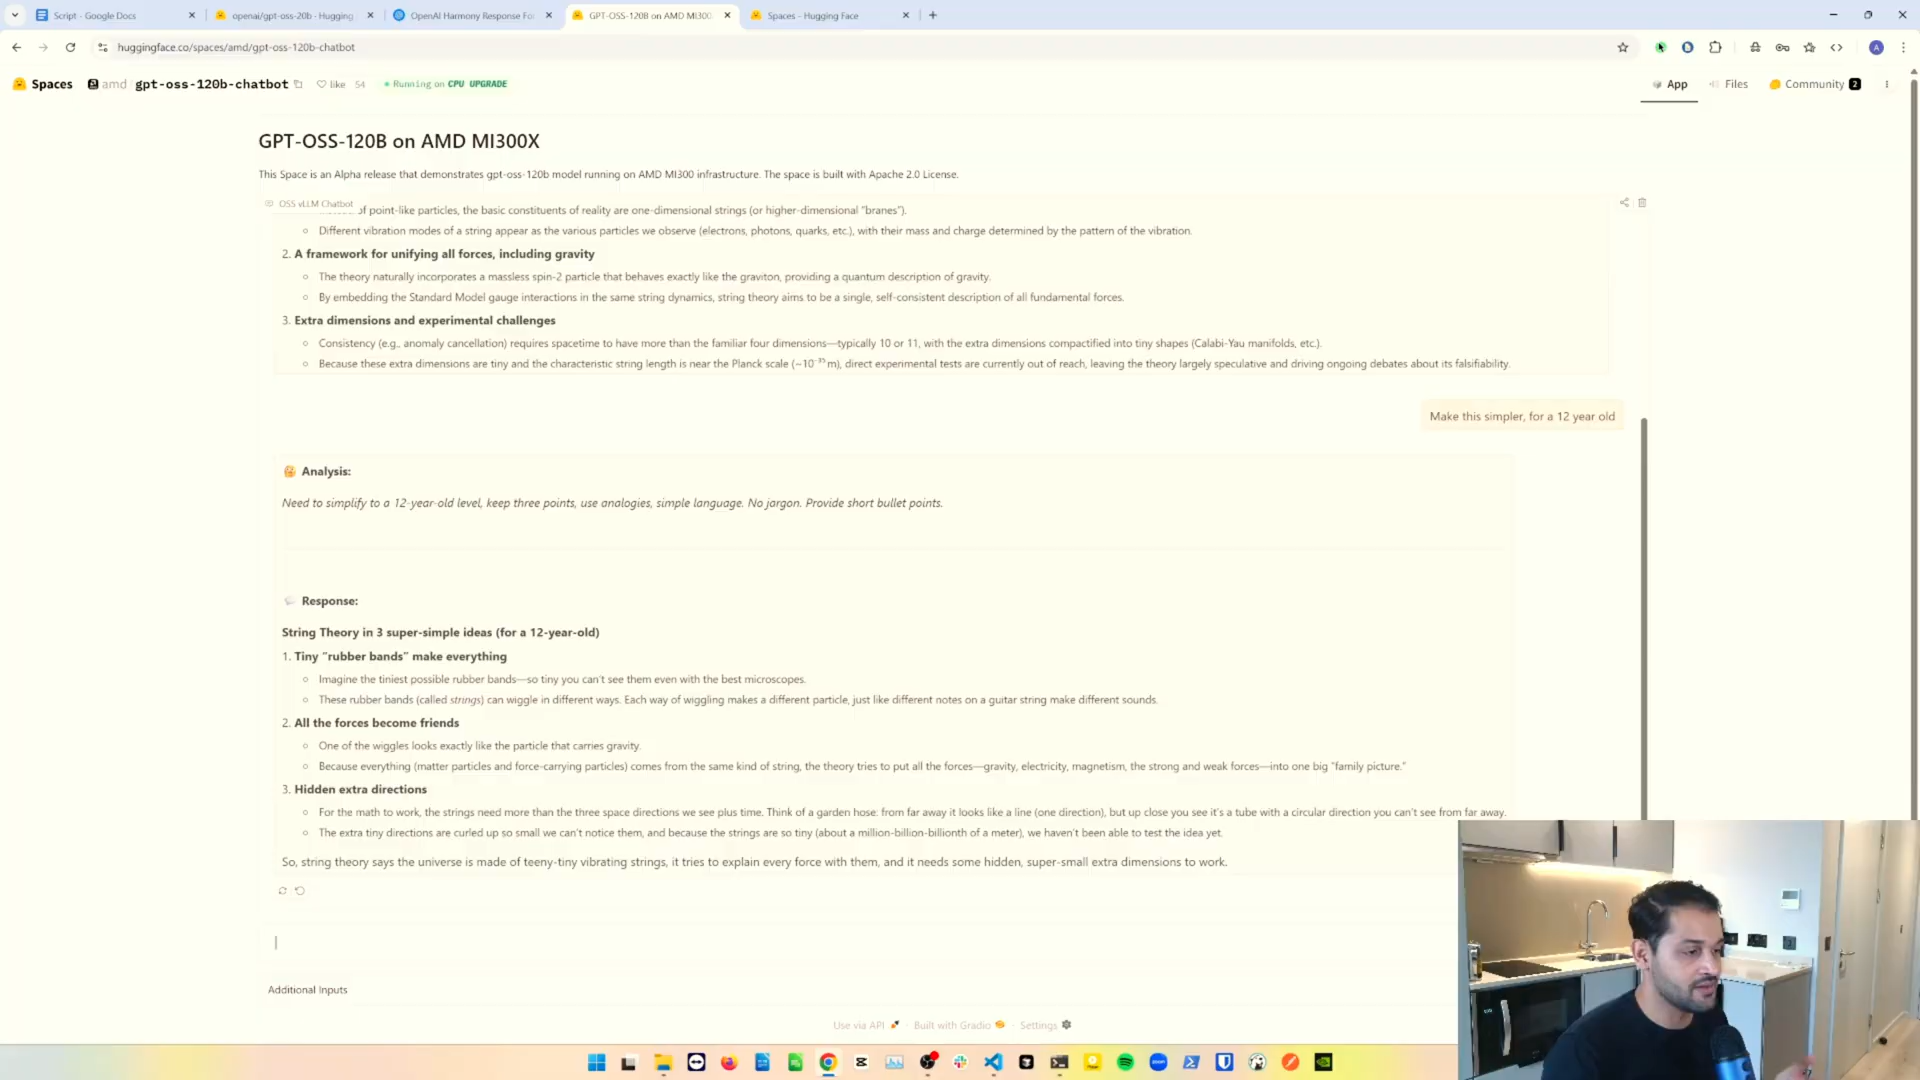 Script - Google Docs
openai/gpt-oss-20b - Hugging
OpenAI Harmony Response Fo
GPT-OSS-120B on AMD MI300
Spaces - Hugging Face
huggingface.co/spaces/amd/gpt-oss-120b-chatbot
A
Spaces
amd
gpt-oss-120b-chatbot
like
54
Running on CPU UPGRADE
App
Files
Community
2
GPT-OSS-120B on AMD MI300X
This Space is an Alpha release that demonstrates gpt-oss-120b model running on AMD MI300 infrastructure. The space is built with Apache 2.0 License.
OSS vLLM Chatbot
of point-like particles, the basic constituents of reality are one-dimensional strings (or higher-dimensional “branes”).
Different vibration modes of a string appear as the various particles we observe (electrons, photons, quarks, etc.), with their mass and charge determined by the pattern of the vibration.
2. A framework for unifying all forces, including gravity
The theory naturally incorporates a massless spin-2 particle that behaves exactly like the graviton, providing a quantum description of gravity.
By embedding the Standard Model gauge interactions in the same string dynamics, string theory aims to be a single, self-consistent description of all fundamental forces.
3. Extra dimensions and experimental challenges
Consistency (e.g., anomaly cancellation) requires spacetime to have more than the familiar four dimensions—typically 10 or 11, with the extra dimensions compactified into tiny shapes (Calabi-Yau manifolds, etc.).
Because these extra dimensions are tiny and the characteristic string length is near the Planck scale (~10⁻³⁵ m), direct experimental tests are currently out of reach, leaving the theory largely speculative and driving ongoing debates about its falsifiability.
Make this simpler, for a 12 year old
Analysis:
Need to simplify to a 12-year-old level, keep three points, use analogies, simple language. No jargon. Provide short bullet points.
Response:
String Theory in 3 super-simple ideas (for a 12-year-old)
1. Tiny “rubber bands” make everything
Imagine the tiniest possible rubber bands—so tiny you can’t see them even with the best microscopes.
These rubber bands (called strings) can wiggle in different ways. Each way of wiggling makes a different particle, just like different notes on a guitar string make different sounds.
2. All the forces become friends
One of the wiggles looks exactly like the particle that carries gravity.
Because everything (matter particles and force-carrying particles) comes from the same kind of string, the theory tries to put all the forces—gravity, electricity, magnetism, the strong and weak forces—into one big “family picture.”
3. Hidden extra directions
For the math to work, the strings need more than the three space directions we see plus time. Think of a garden hose: from far away it looks like a line (one direction), but up close you see it’s a tube with a circular direction you can’t see from far away.
The extra tiny directions are curled up so small we can’t notice them, and because the strings are so tiny (about a million-billion-billionth of a meter), we haven’t been able to test the idea yet.
So, string theory says the universe is made of teeny-tiny vibrating strings, it tries to explain every force with them, and it needs some hidden, super-small extra dimensions to work.
Additional Inputs
Use via API
·
Built with Gradio
·
Settings